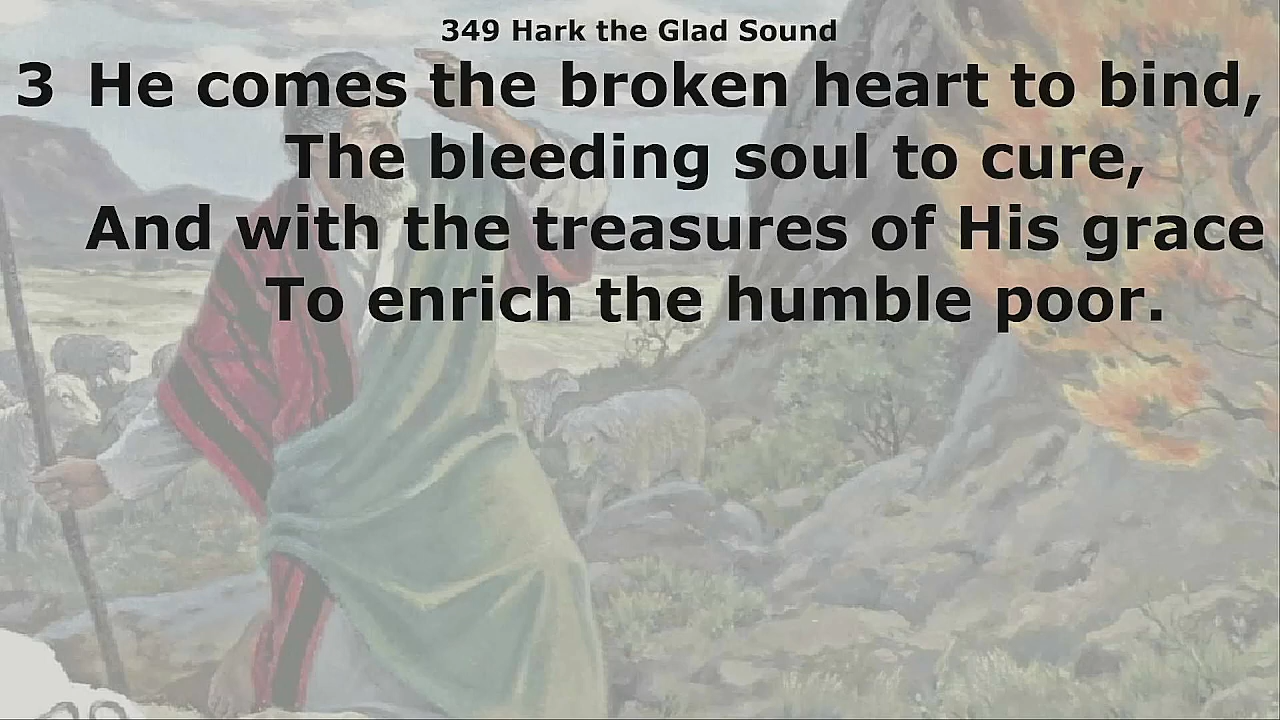 349 Hark the Glad Sound
3 He comes the broken heart to bind,
The bleeding soul to cure,
And with the treasures of His grace
To enrich the humble poor.